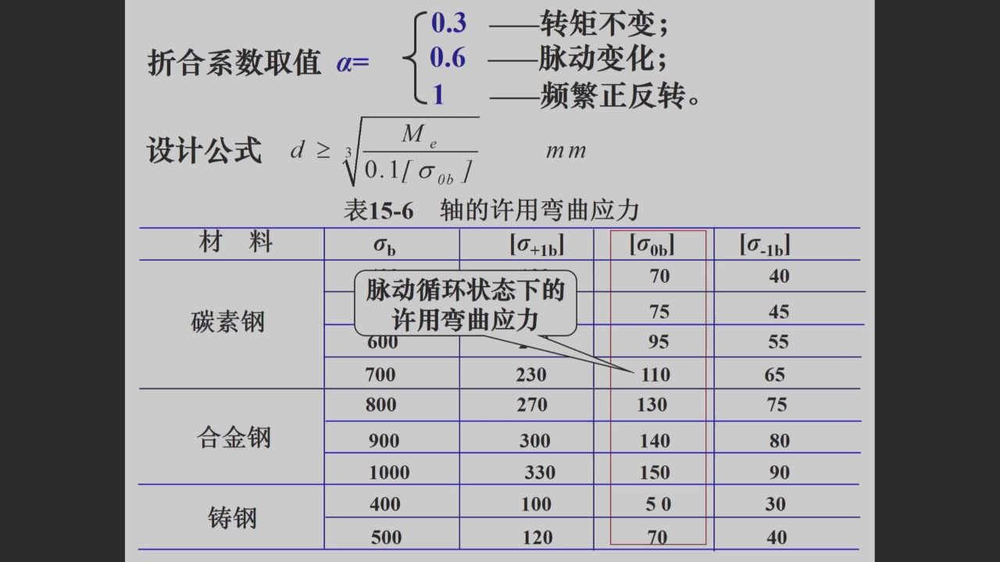 0.3 ——转矩不变；
折合系数取值 α= 0.6 ——脉动变化；
1 ——频繁正反转。
设计公式 d ≥ ∛(M_e / 0.1[σ_0b]) mm
表15-6 轴的许用弯曲应力
材 料 σb [σ+1b] [σ0b] [σ-1b]
70 40
脉动循环状态下的
许用弯曲应力
75 45
碳素钢
600 95 55
700 230 110 65
800 270 130 75
合金钢 900 300 140 80
1000 330 150 90
400 100 5 0 30
铸钢
500 120 70 40